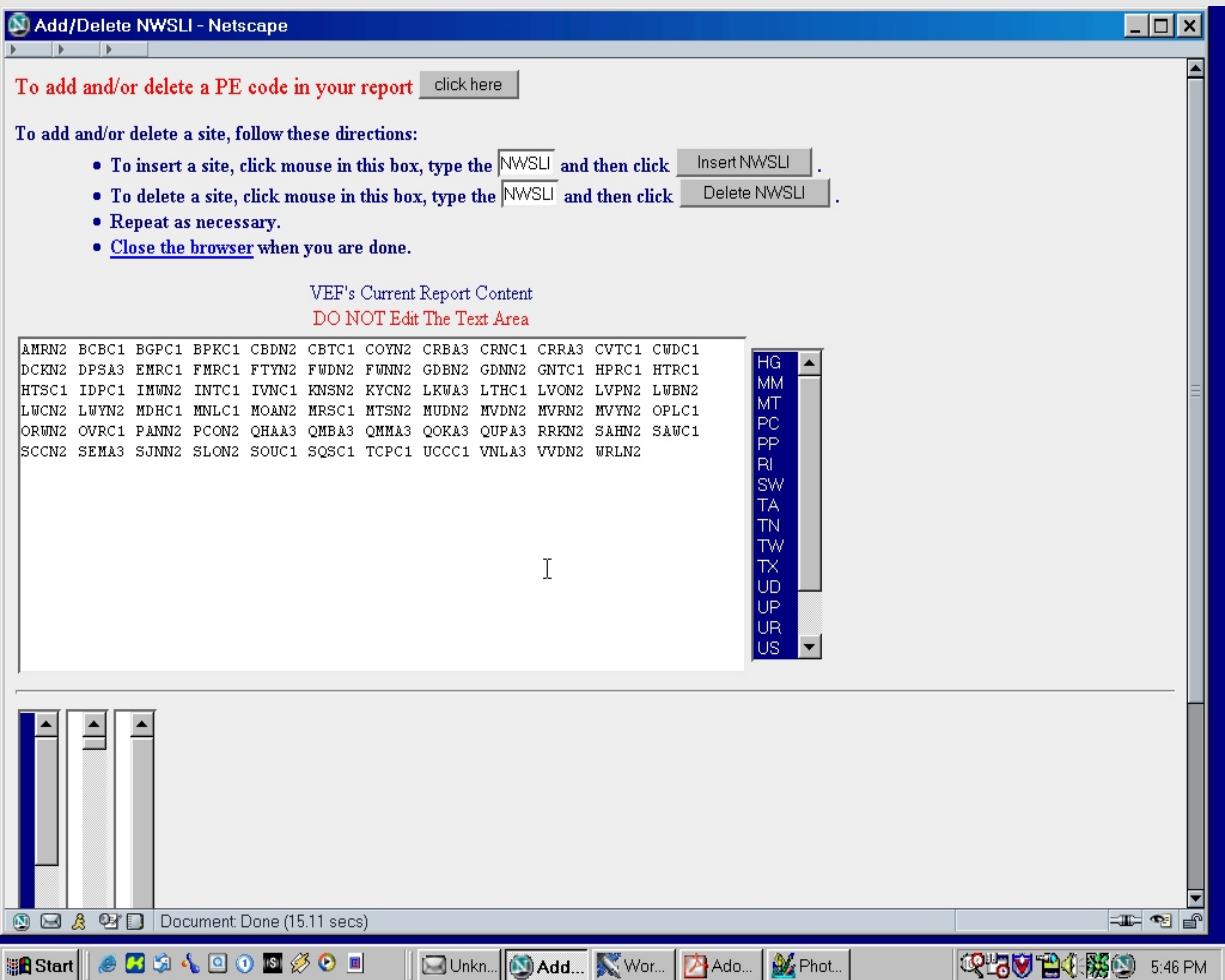 Add/Delete NWSLI - Netscape
To add and/or delete a PE code in your report click here
To add and/or delete a site, follow these directions:
• To insert a site, click mouse in this box, type the NWSLI and then click Insert NWSLI .
• To delete a site, click mouse in this box, type the NWSLI and then click Delete NWSLI .
• Repeat as necessary.
• Close the browser when you are done.
VEF's Current Report Content
DO NOT Edit The Text Area
AMRN2 BCBC1 BGPC1 BPKC1 CBDN2 CBTC1 COYN2 CRBA3 CRNC1 CRRA3 CVTC1 CWDC1
DCKN2 DPSA3 EMRC1 FMRC1 FTYN2 FWDN2 FWNN2 GDBN2 GDNN2 GNTC1 HPRC1 HTRC1
HTSC1 IDPC1 IMWN2 INTC1 IVNC1 KNSN2 KYCN2 LKWA3 LTHC1 LVON2 LVPN2 LWBN2
LWCN2 LWYN2 MDHC1 MNLC1 MOAN2 MRSC1 MTSN2 MUDN2 MVDN2 MVRN2 MVYN2 OPLC1
ORWN2 OVRC1 PANN2 PCON2 QHAA3 QMBA3 QMMA3 QOKA3 QUPA3 RRKN2 SAHN2 SAWC1
SCCN2 SEMA3 SJNN2 SLON2 SOUC1 SQSC1 TCPC1 UCCC1 VNLA3 VVDN2 WRLN2
HG
MM
MT
PC
PP
RI
SW
TA
TN
TW
TX
UD
UP
UR
US
Document: Done (15.11 secs)
Start Unkn... Add... Wor... Ado... Phot... 5:46 PM